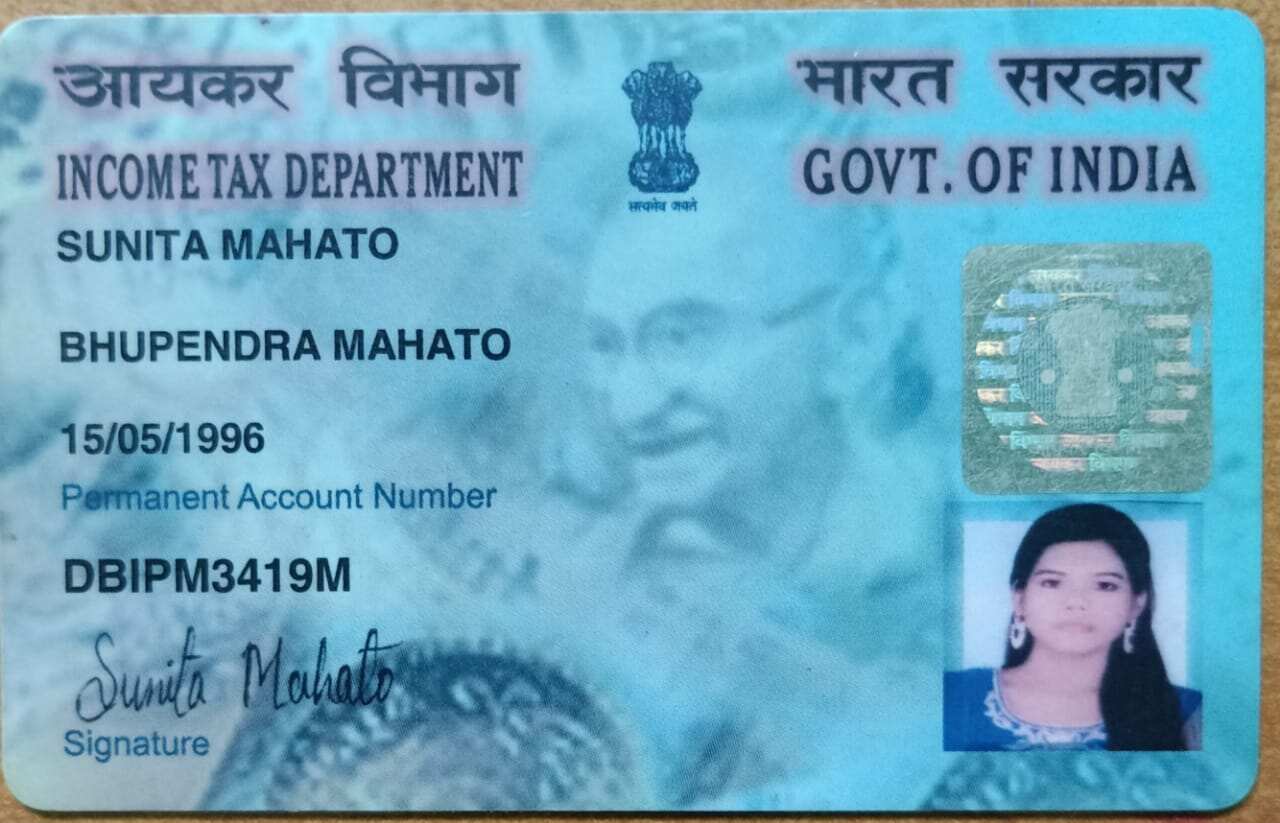 आयकर विभाग
भारत सरकार
INCOME TAX DEPARTMENT
GOVT. OF INDIA
सत्यमेव जयते
SUNITA MAHATO
BHUPENDRA MAHATO
15/05/1996
Permanent Account Number
DBIPM3419M
Sunita Mahato
Signature